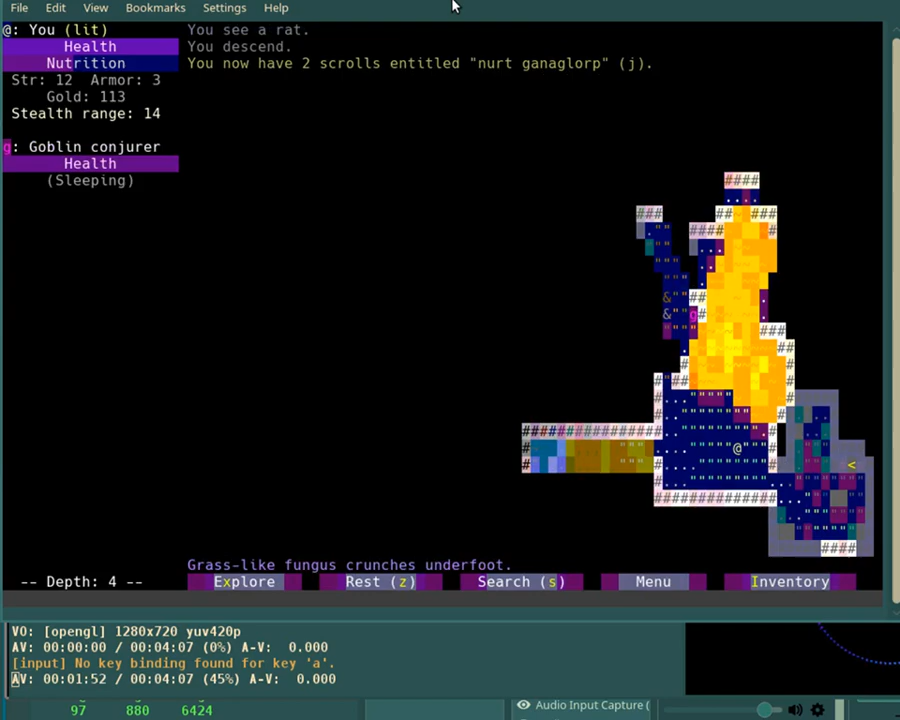 File Edit View Bookmarks Settings Help
@: You (lit)
Health
Nutrition
Str: 12 Armor: 3
Gold: 113
Stealth range: 14
g: Goblin conjurer
Health
(Sleeping)
You see a rat.
You descend.
You now have 2 scrolls entitled "nurt ganaglorp" (j).
Grass-like fungus crunches underfoot.
-- Depth: 4 --
Explore Rest (z) Search (s) Menu Inventory
VO: [opengl] 1280x720 yuv420p
AV: 00:00:00 / 00:04:07 (0%) A-V: 0.000
[input] No key binding found for key 'a'.
AV: 00:01:52 / 00:04:07 (45%) A-V: 0.000
97 880 6424
Audio Input Capture (